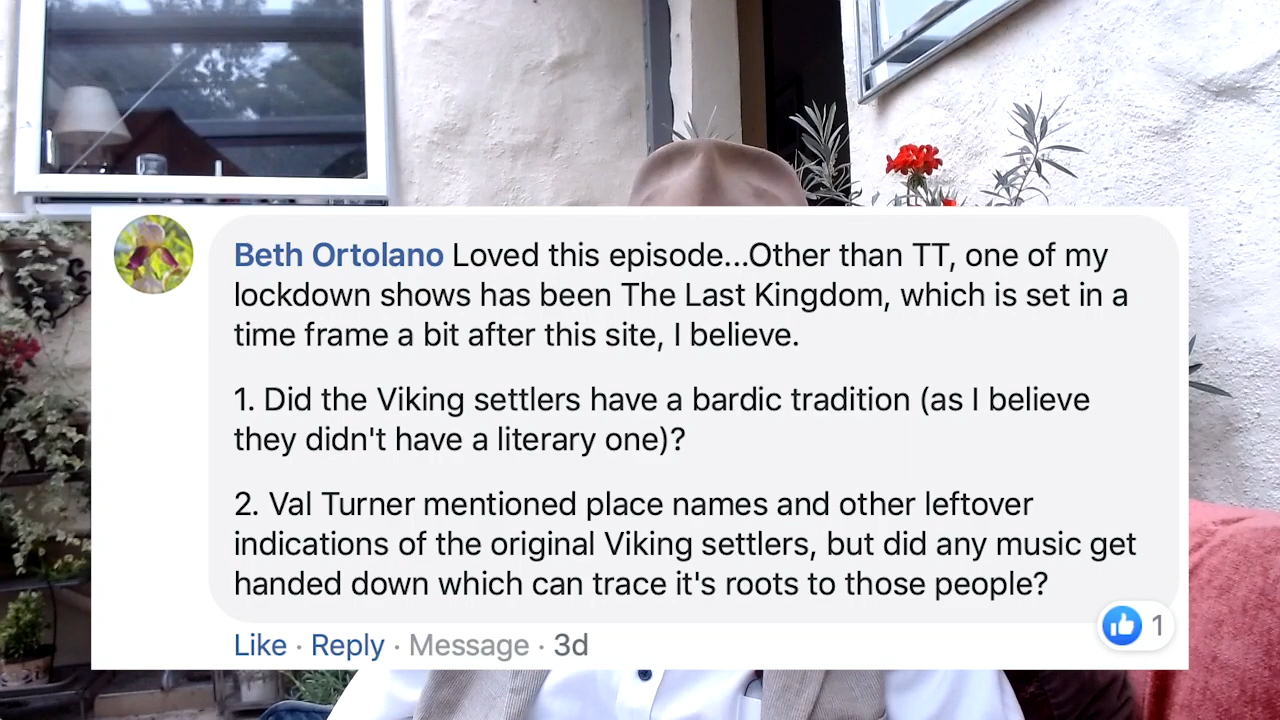 Beth Ortolano Loved this episode...Other than TT, one of my
lockdown shows has been The Last Kingdom, which is set in a
time frame a bit after this site, I believe.
1. Did the Viking settlers have a bardic tradition (as I believe
they didn't have a literary one)?
2. Val Turner mentioned place names and other leftover
indications of the original Viking settlers, but did any music get
handed down which can trace it's roots to those people?
1
Like · Reply · Message · 3d